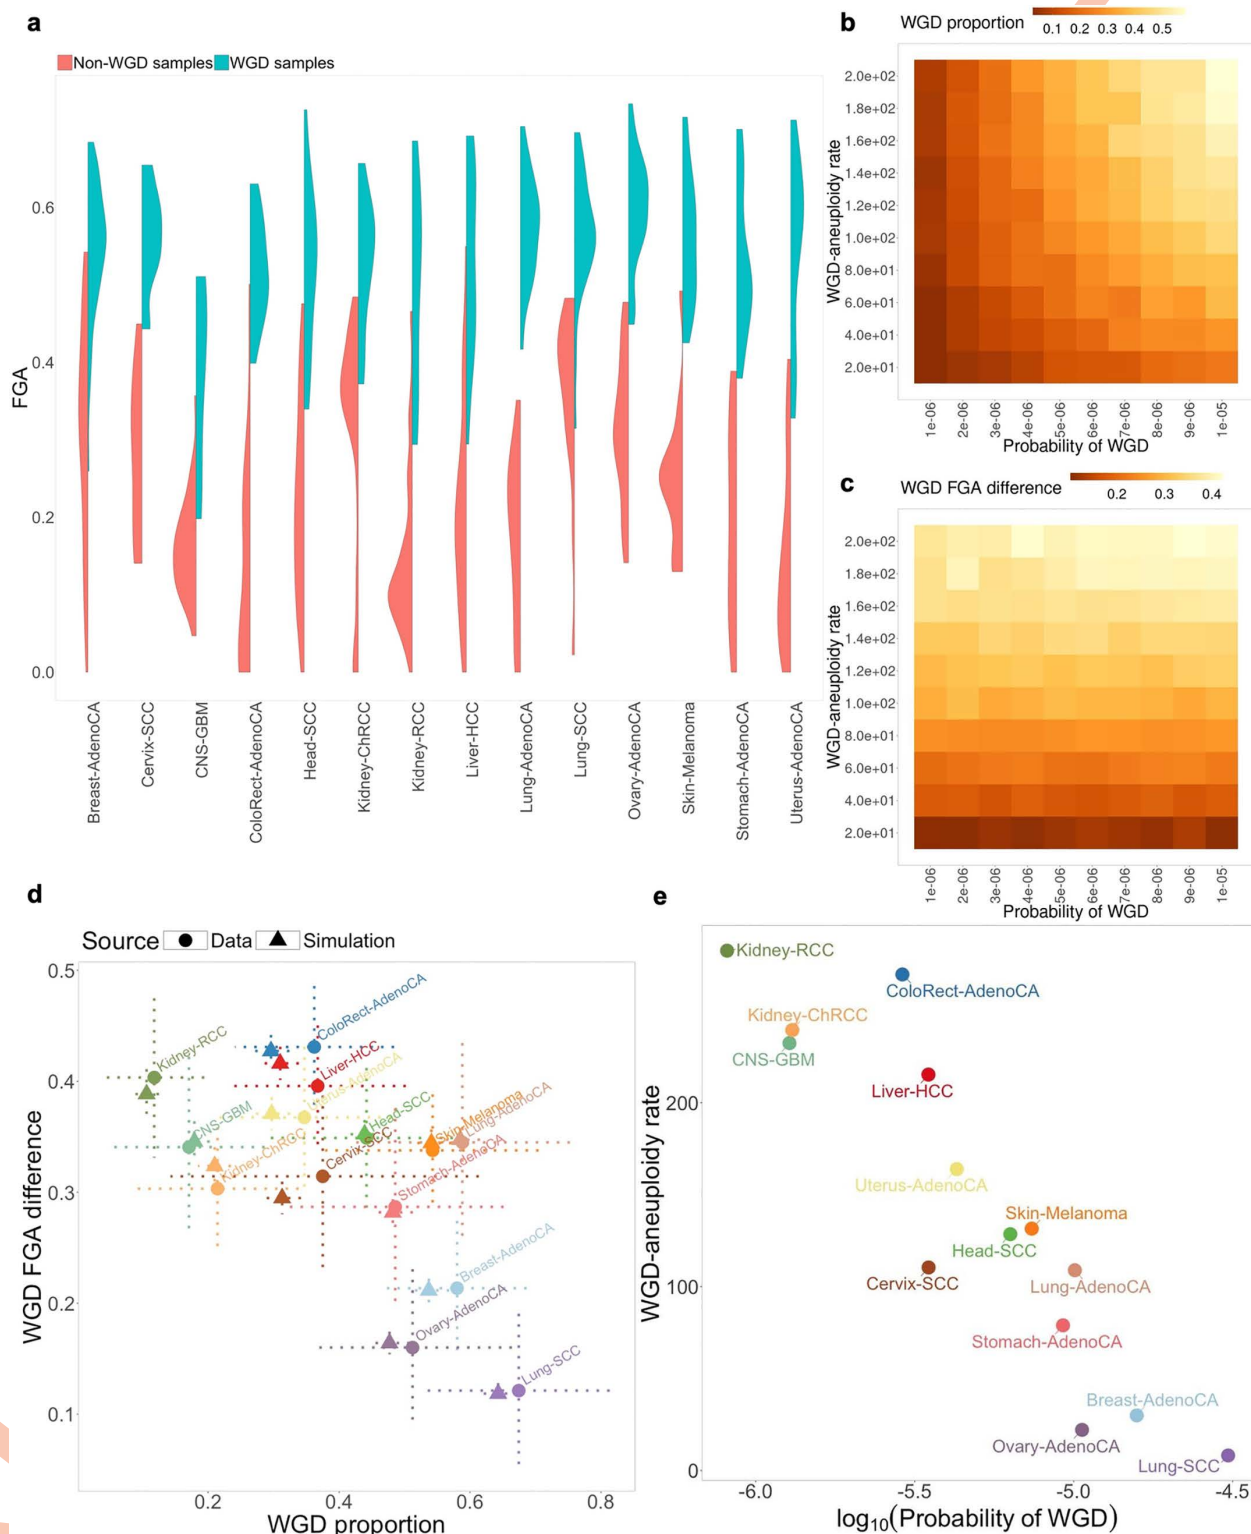 a
Non-WGD samples WGD samples
FGA
0.6
0.4
0.2
0.0
Breast-AdenoCA
Cervix-SCC
CNS-GBM
ColoRect-AdenoCA
Head-SCC
Kidney-ChRCC
Kidney-RCC
Liver-HCC
Lung-AdenoCA
Lung-SCC
Ovary-AdenoCA
Skin-Melanoma
Stomach-AdenoCA
Uterus-AdenoCA
b
WGD proportion
0.1 0.2 0.3 0.4 0.5
WGD-aneuploidy rate
2.0e+02
1.8e+02
1.6e+02
1.4e+02
1.2e+02
1.0e+02
8.0e+01
6.0e+01
4.0e+01
2.0e+01
1e-06
2e-06
3e-06
4e-06
5e-06
6e-06
7e-06
8e-06
9e-06
1e-05
Probability of WGD
c
WGD FGA difference
0.2 0.3 0.4
WGD-aneuploidy rate
2.0e+02
1.8e+02
1.6e+02
1.4e+02
1.2e+02
1.0e+02
8.0e+01
6.0e+01
4.0e+01
2.0e+01
1e-06
2e-06
3e-06
4e-06
5e-06
6e-06
7e-06
8e-06
9e-06
1e-05
Probability of WGD
d
Source Data Simulation
WGD FGA difference
0.5
0.4
0.3
0.2
0.1
ColoRect-AdenoCA
Kidney-RCC
Liver-HCC
Uterus-AdenoCA
CNS-GBM
Head-SCC
Skin-Melanoma
Lung-AdenoCA
Kidney-ChRCC
Cervix-SCC
Stomach-AdenoCA
Breast-AdenoCA
Ovary-AdenoCA
Lung-SCC
0.2 0.4 0.6 0.8
WGD proportion
e
WGD-aneuploidy rate
200
100
0
Kidney-RCC
ColoRect-AdenoCA
Kidney-ChRCC
CNS-GBM
Liver-HCC
Uterus-AdenoCA
Skin-Melanoma
Head-SCC
Cervix-SCC
Lung-AdenoCA
Stomach-AdenoCA
Breast-AdenoCA
Ovary-AdenoCA
Lung-SCC
-6.0 -5.5 -5.0 -4.5
log10(Probability of WGD)